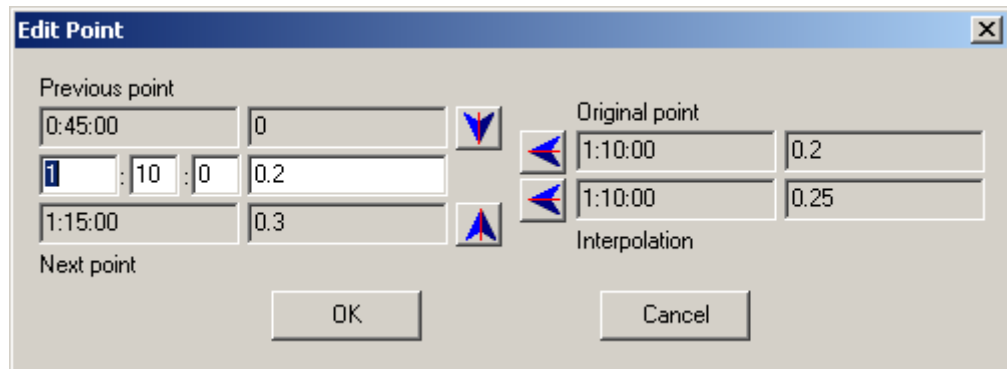 Edit Point
Previous point
0:45:00 0
1 : 10 : 0 0.2
1:15:00 0.3
Next point
Original point
1:10:00 0.2
1:10:00 0.25
Interpolation
OK Cancel